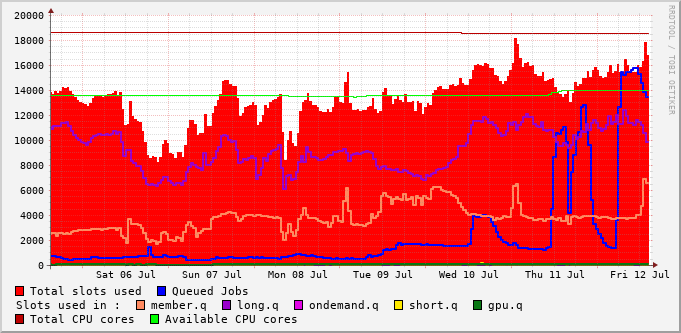 20000
18000
16000
14000
12000
10000
8000
6000
4000
2000
0
Sat 06 Jul Sun 07 Jul Mon 08 Jul Tue 09 Jul Wed 10 Jul Thu 11 Jul Fri 12 Jul
RRDTOOL / TOBI OETIKER
Total slots used Queued Jobs
Slots used in : member.q long.q ondemand.q short.q gpu.q
Total CPU cores Available CPU cores